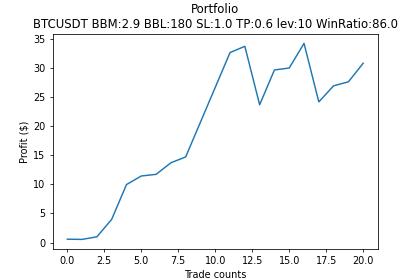 Portfolio
BTCUSDT BBM:2.9 BBL:180 SL:1.0 TP:0.6 lev:10 WinRatio:86.0
35
30
25
20
15
10
5
0
Profit ($)
0.0 2.5 5.0 7.5 10.0 12.5 15.0 17.5 20.0
Trade counts